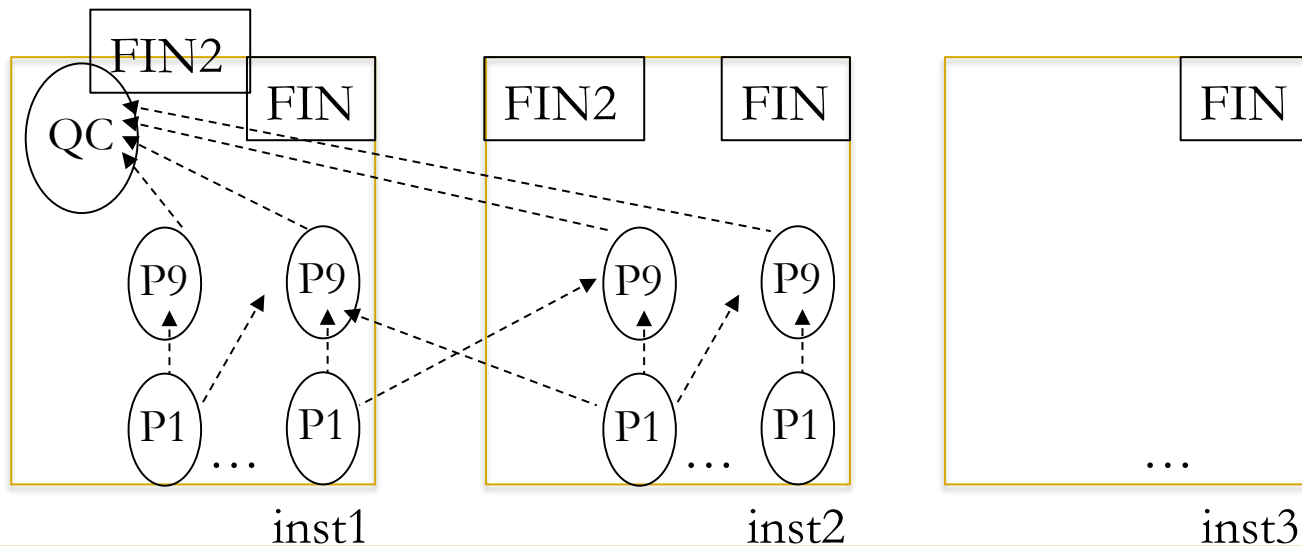 FIN2
FIN
FIN2
FIN
FIN
QC
P9
P9
P9
P9
P1
P1
P1
P1
...
...
...
inst1
inst2
inst3